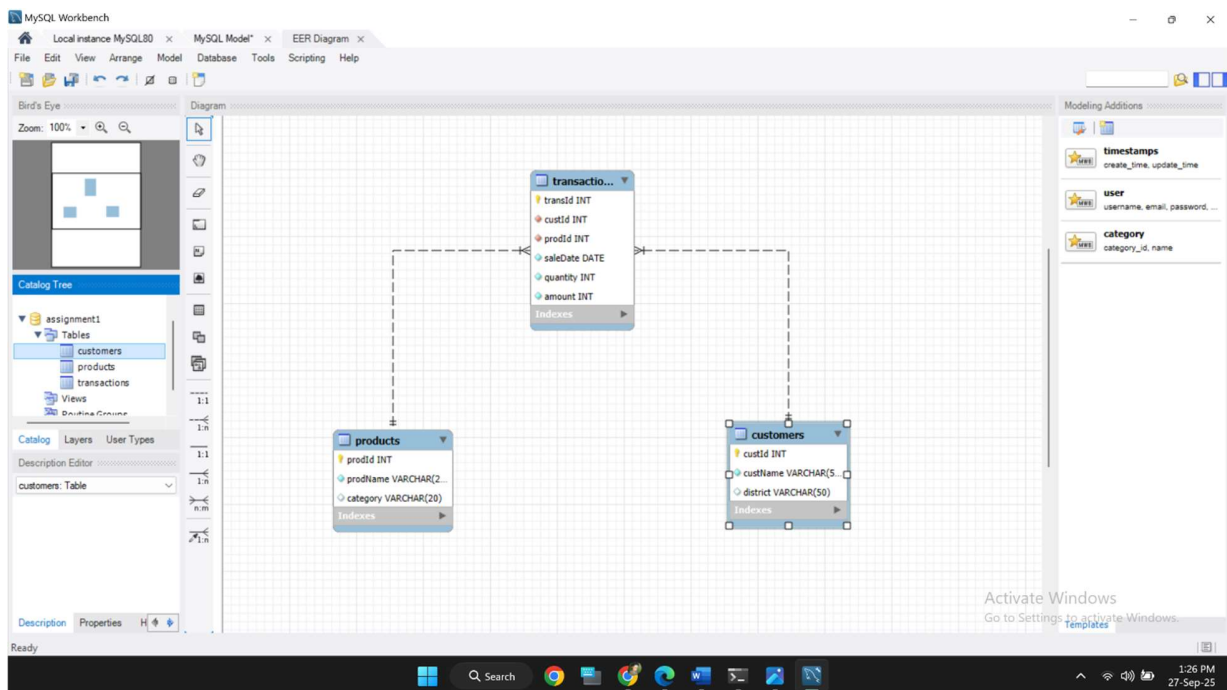 MySQL Workbench
Local instance MySQL80 MySQL Model* EER Diagram
File Edit View Arrange Model Database Tools Scripting Help
Bird's Eye
Zoom: 100%
Catalog Tree
assignment1
Tables
customers
products
transactions
Views
Routine Groups
Catalog Layers User Types
Description Editor
customers: Table
Description Properties H
Ready
Diagram
1:1
1:n
1:1
1:n
n:m
1:n
transactio...
transId INT
custId INT
prodId INT
saleDate DATE
quantity INT
amount INT
Indexes
products
prodId INT
prodName VARCHAR(2...
category VARCHAR(20)
Indexes
customers
custId INT
custName VARCHAR(5...
district VARCHAR(50)
Indexes
Modeling Additions
timestamps
create_time, update_time
user
username, email, password, ...
category
category_id, name
Activate Windows
Go to Settings to activate Windows.
Templates
Search
1:26 PM
27-Sep-25